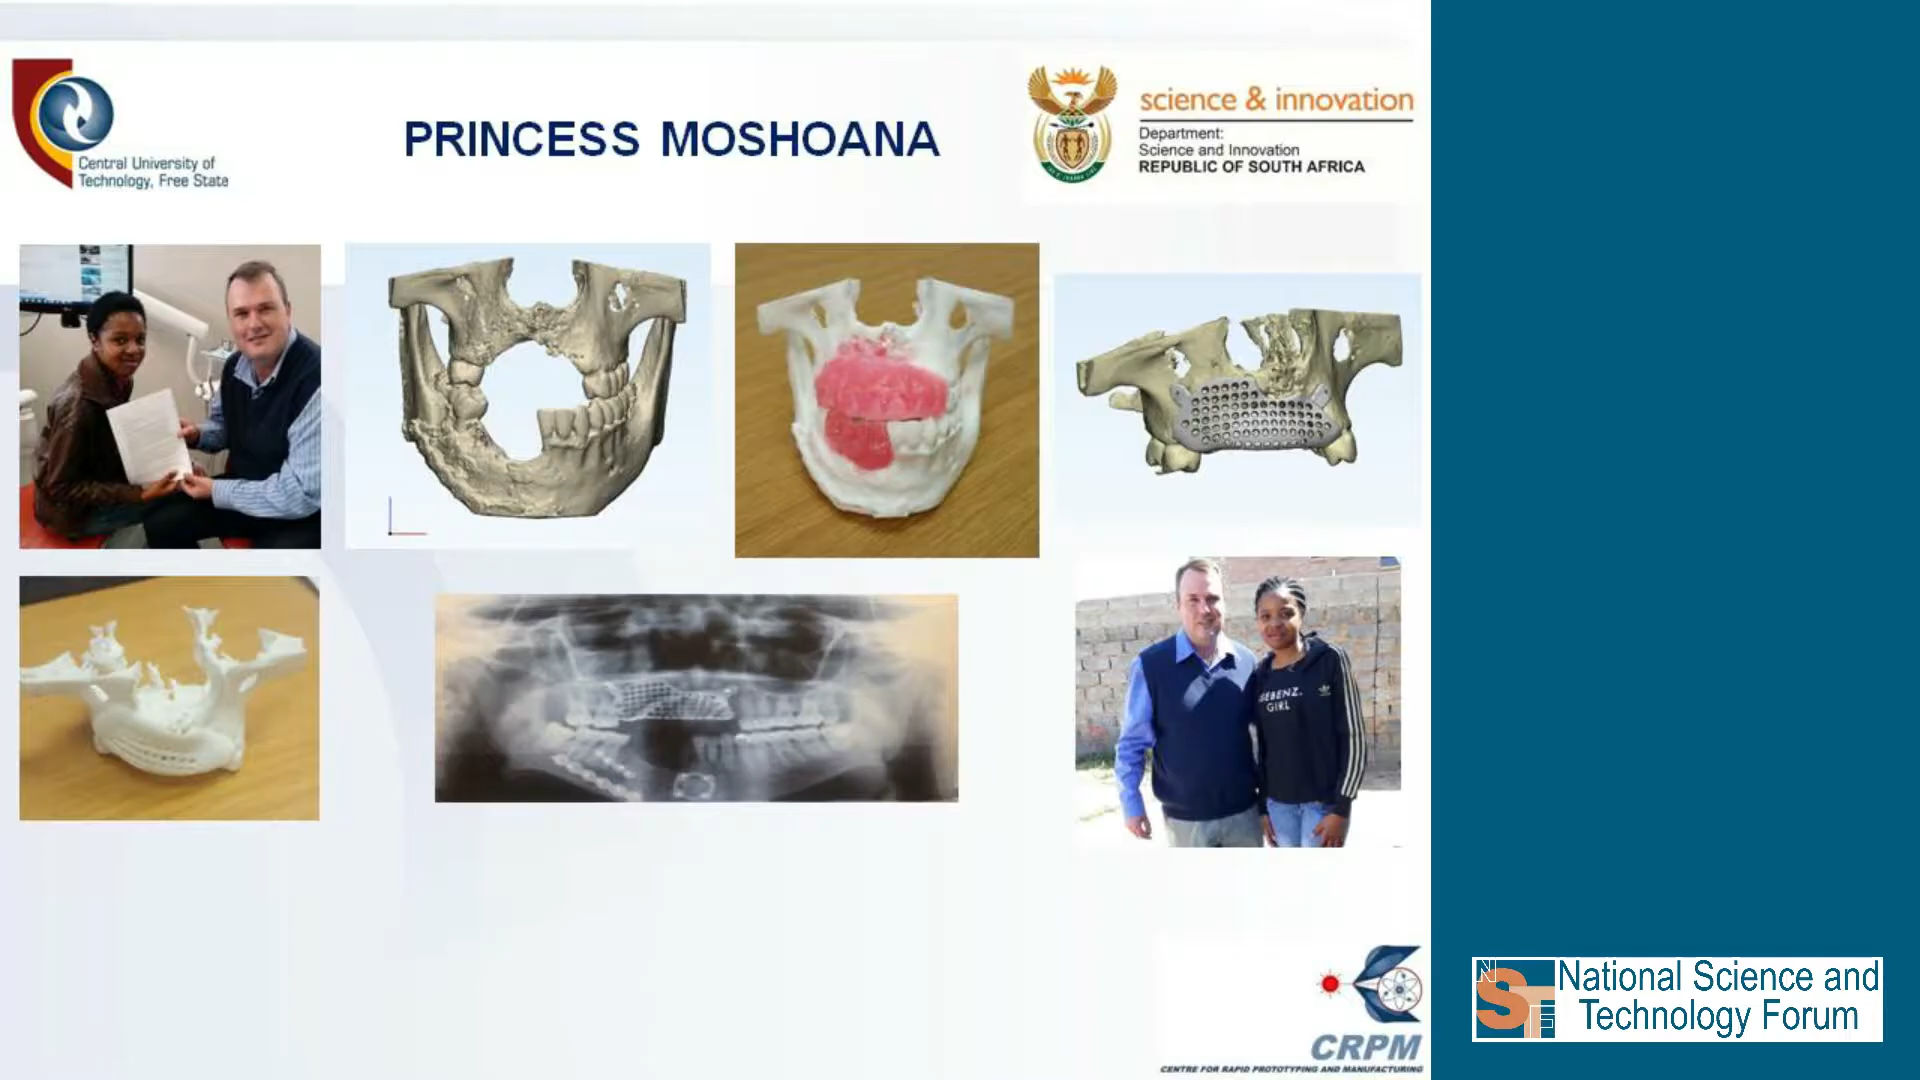 Central University of
Technology, Free State
PRINCESS MOSHOANA
science & innovation
Department:
Science and Innovation
REPUBLIC OF SOUTH AFRICA
GIRL
CRPM
CENTRE FOR RAPID PROTOTYPING AND MANUFACTURING
National Science and
Technology Forum